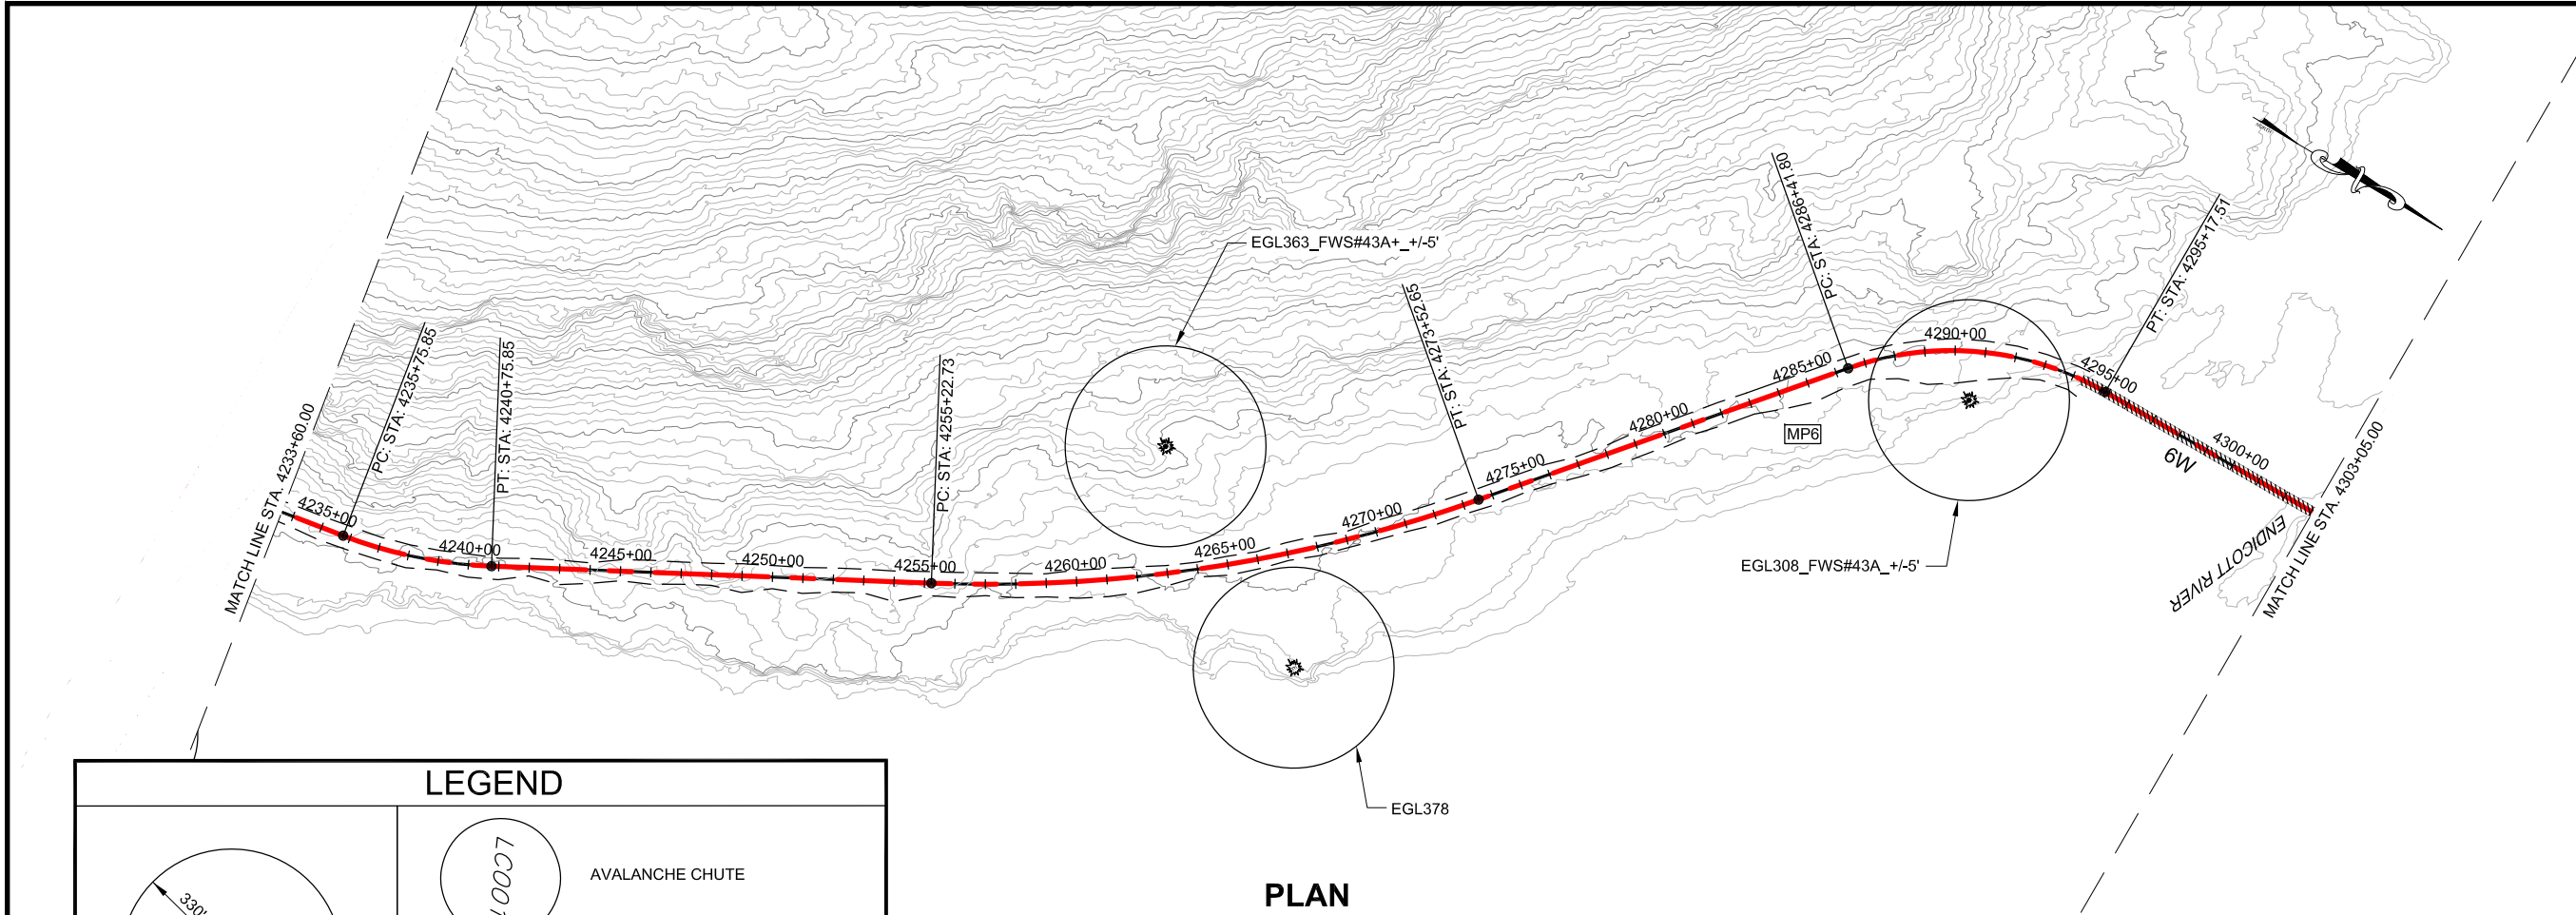 MATCH LINE STA. 4233+60.00
PC: STA: 4235+75.85
PT: STA: 4240+75.85
PC: STA: 4255+22.73
PT: STA: 4273+52.65
PC: STA: 4286+41.80
PT: STA: 4295+17.51
MATCH LINE STA. 4303+05.00
EGL363_FWS#43A+_+/-5'
EGL308_FWS#43A_+/-5'
EGL378
4235+00
4240+00
4245+00
4250+00
4255+00
4260+00
4265+00
4270+00
4275+00
4280+00
4285+00
4290+00
4295+00
4300+00
MP6
6W
ENDICOTT RIVER
LEGEND
330'
AVALANCHE CHUTE
PLAN